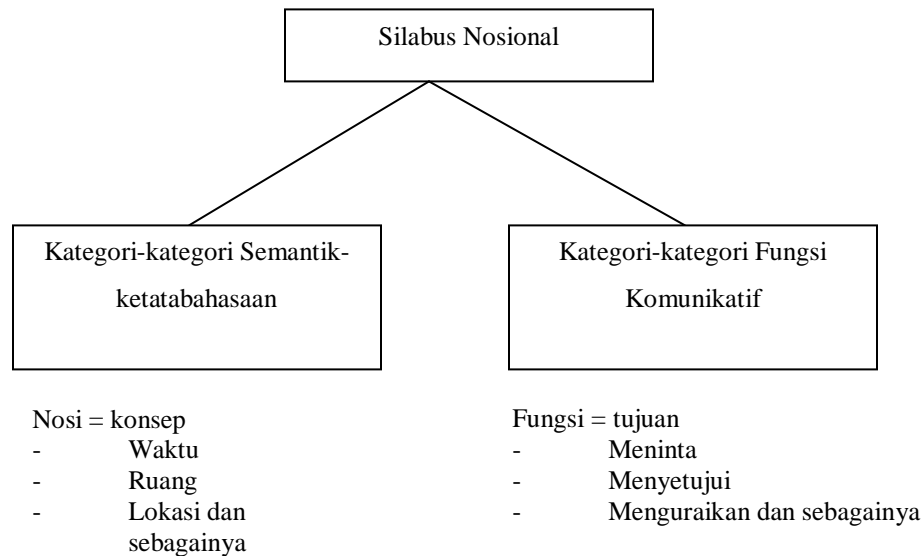 Silabus Nosional
Kategori-kategori Semantik-
ketatabahasaan
Kategori-kategori Fungsi
Komunikatif
Nosi = konsep
- Waktu
- Ruang
- Lokasi dan
sebagainya
Fungsi = tujuan
- Meninta
- Menyetujui
- Menguraikan dan sebagainya